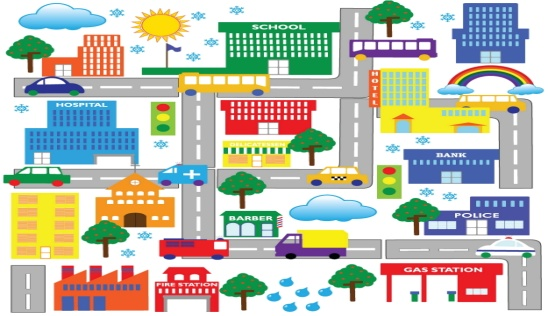 SCHOOL
HOTEL
HOSPITAL
BANK
BARBER
POLICE
GAS STATION
FIRE STATION